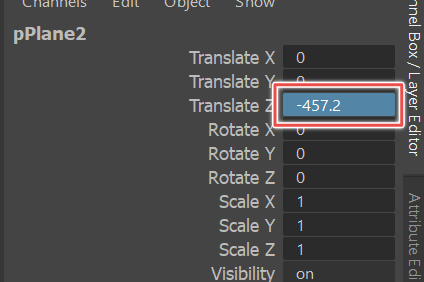 Channels Edit Object Show
pPlane2
Translate X 0
Translate Y 0
Translate Z -457.2
Rotate X 0
Rotate Y 0
Rotate Z 0
Scale X 1
Scale Y 1
Scale Z 1
Visibility on
nnel Box / Layer Editor
Attribute Edi